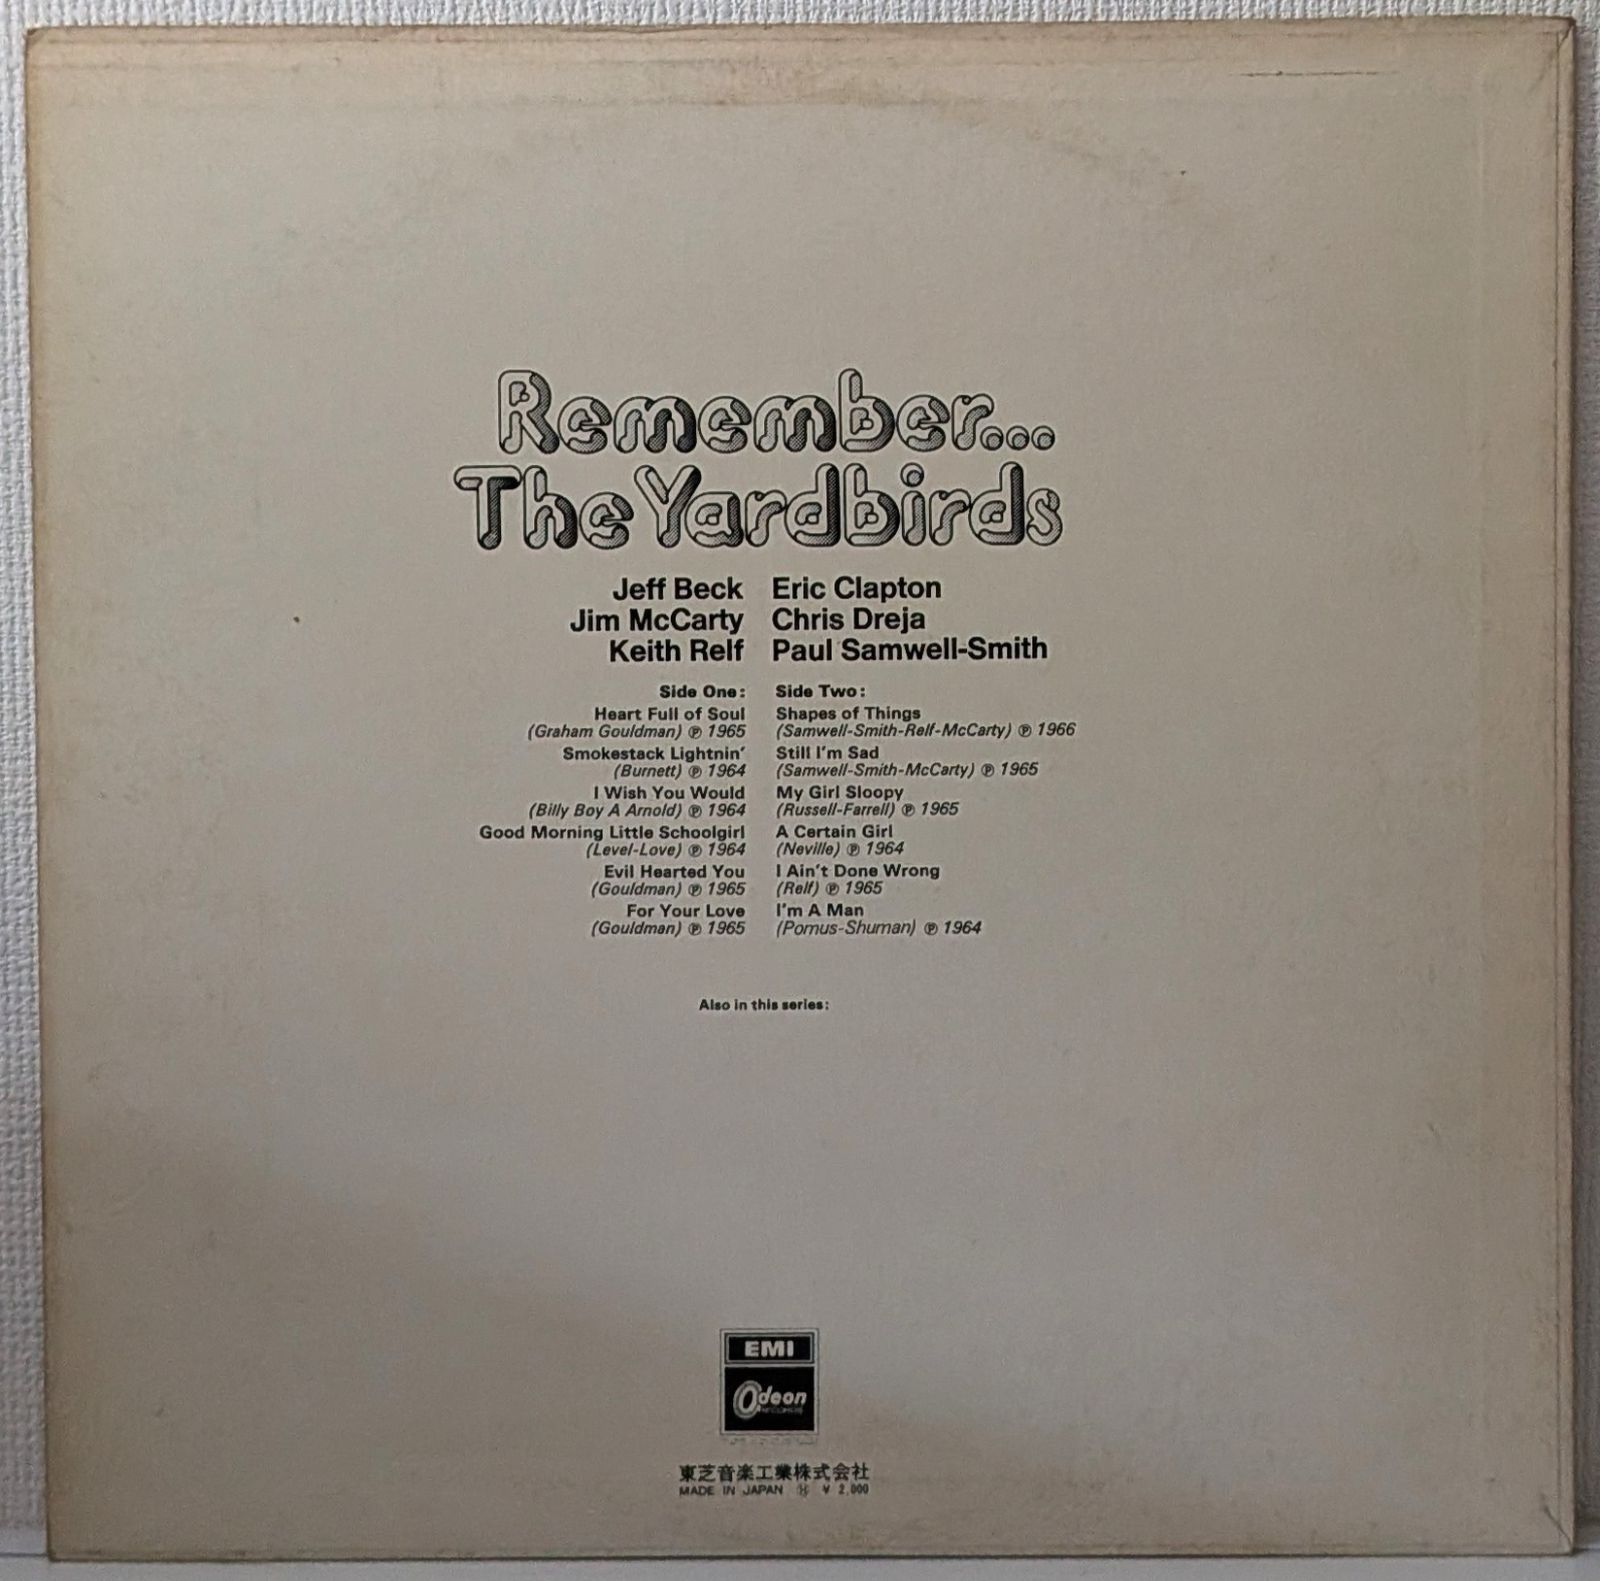 Remember...
The Yardbirds
Jeff Beck Eric Clapton
Jim McCarty Chris Dreja
Keith Relf Paul Samwell-Smith
Side One:
Heart Full of Soul
(Graham Gouldman) ℗ 1965
Smokestack Lightnin'
(Burnett) ℗ 1964
I Wish You Would
(Billy Boy A Arnold) ℗ 1964
Good Morning Little Schoolgirl
(Level-Love) ℗ 1964
Evil Hearted You
(Gouldman) ℗ 1965
For Your Love
(Gouldman) ℗ 1965
Side Two:
Shapes of Things
(Samwell-Smith-Relf-McCarty) ℗ 1966
Still I'm Sad
(Samwell-Smith-McCarty) ℗ 1965
My Girl Sloopy
(Russell-Farrell) ℗ 1965
A Certain Girl
(Neville) ℗ 1964
I Ain't Done Wrong
(Relf) ℗ 1965
I'm A Man
(Pomus-Shuman) ℗ 1964
Also in this series:
EMI
Odeon
RECORDS
東芝音楽工業株式会社
MADE IN JAPAN Ⓗ ¥ 2,000